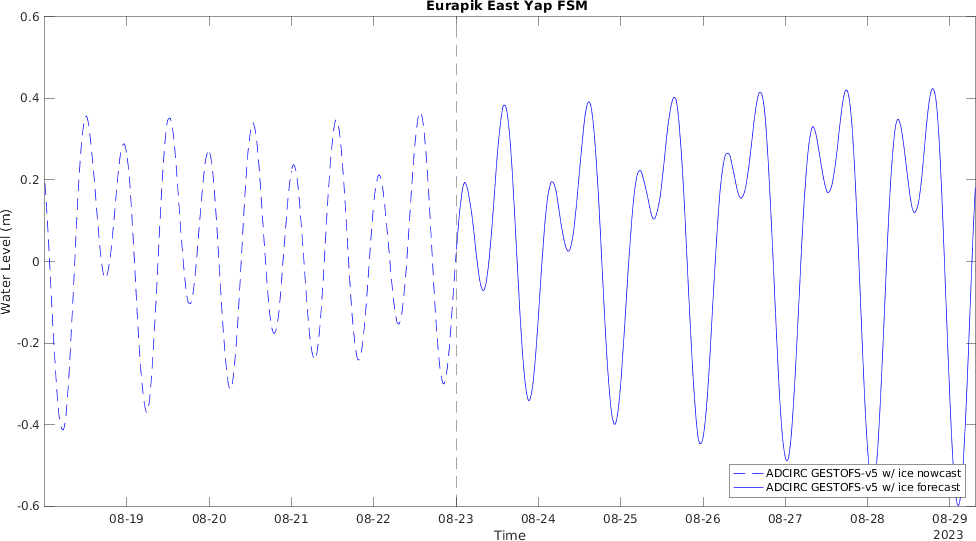 Eurapik East Yap FSM
0.6
0.4
0.2
0
-0.2
-0.4
-0.6
Water Level (m)
ADCIRC GESTOFS-v5 w/ ice nowcast
ADCIRC GESTOFS-v5 w/ ice forecast
08-19 08-20 08-21 08-22 08-23 08-24 08-25 08-26 08-27 08-28 08-29
Time
2023